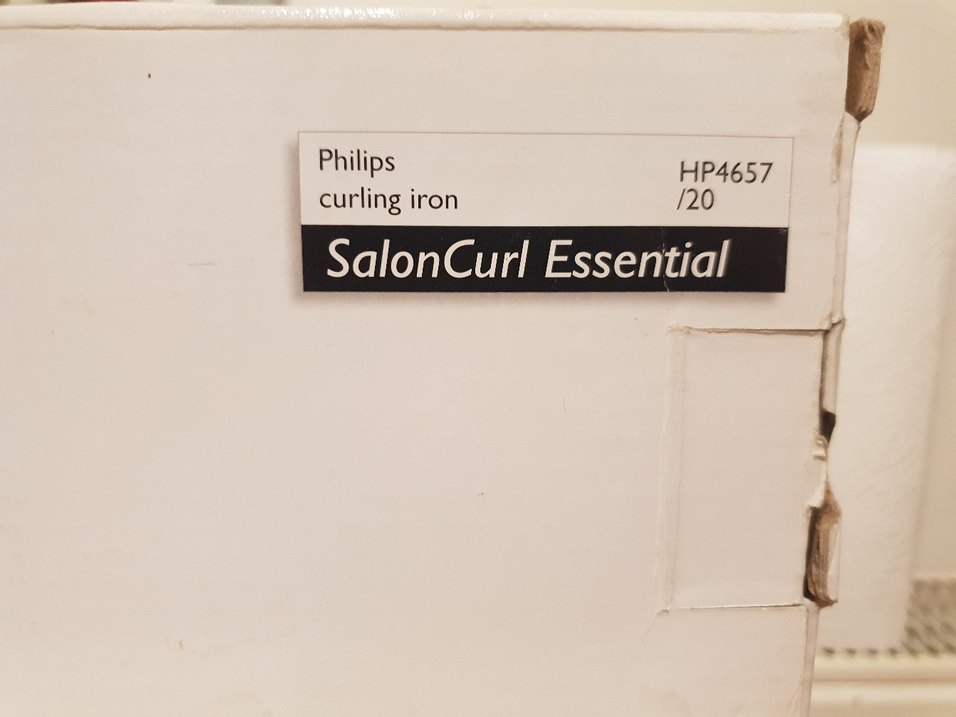 Philips
curling iron
HP4657
/20
SalonCurl Essential